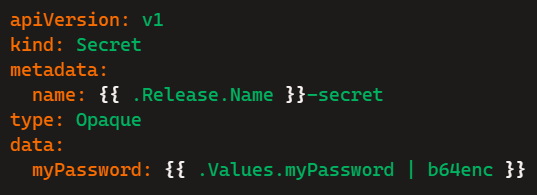 apiVersion: v1
kind: Secret
metadata:
  name: {{ .Release.Name }}-secret
type: Opaque
data:
  myPassword: {{ .Values.myPassword | b64enc }}